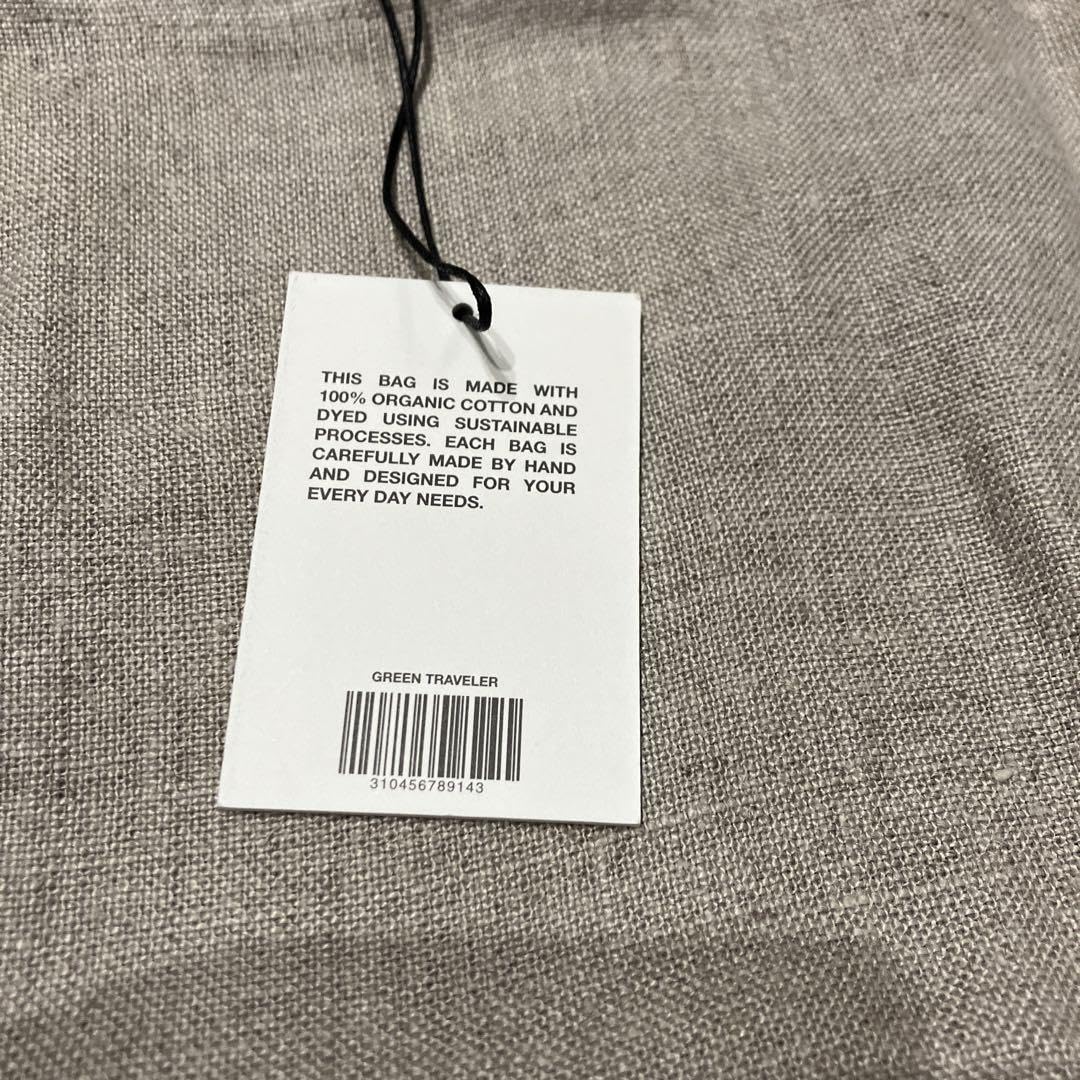 THIS BAG IS MADE WITH
100% ORGANIC COTTON AND
DYED USING SUSTAINABLE
PROCESSES. EACH BAG IS
CAREFULLY MADE BY HAND
AND DESIGNED FOR YOUR
EVERY DAY NEEDS.
GREEN TRAVELER
310456789143